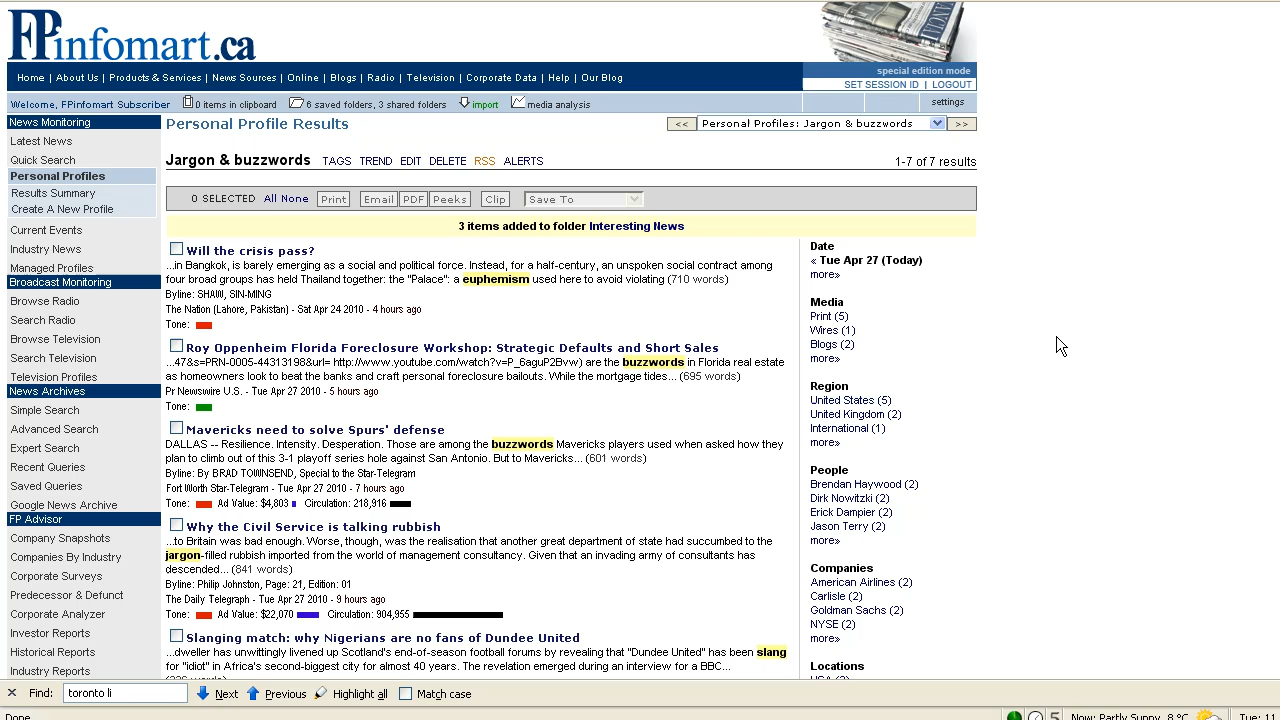 FPinfomart.ca
special edition mode
Home | About Us | Products & Services | News Sources | Online | Blogs | Radio | Television | Corporate Data | Help | Our Blog
SET SESSION ID | LOGOUT
Welcome, FPinfomart Subscriber 0 items in clipboard 6 saved folders, 3 shared folders import media analysis settings
News Monitoring
Latest News
Quick Search
Personal Profiles
Results Summary
Create A New Profile
Current Events
Industry News
Managed Profiles
Broadcast Monitoring
Browse Radio
Search Radio
Browse Television
Search Television
Television Profiles
News Archives
Simple Search
Advanced Search
Expert Search
Recent Queries
Saved Queries
Google News Archive
FP Advisor
Company Snapshots
Companies By Industry
Corporate Surveys
Predecessor & Defunct
Corporate Analyzer
Investor Reports
Historical Reports
Industry Reports
Personal Profile Results
<< Personal Profiles: Jargon & buzzwords >>
Jargon & buzzwords TAGS TREND EDIT DELETE RSS ALERTS 1-7 of 7 results
0 SELECTED All None Print Email PDF Peeks Clip Save To
3 items added to folder Interesting News
Will the crisis pass?
...in Bangkok, is barely emerging as a social and political force. Instead, for a half-century, an unspoken social contract among
four broad groups has held Thailand together: the "Palace": a euphemism used here to avoid violating (710 words)
Byline: SHAW, SIN-MING
The Nation (Lahore, Pakistan) - Sat Apr 24 2010 - 4 hours ago
Tone:
Roy Oppenheim Florida Foreclosure Workshop: Strategic Defaults and Short Sales
...47&s=PRN-0005-44313198&url= http://www.youtube.com/watch?v=P_6aguP2Bvw) are the buzzwords in Florida real estate
as homeowners look to beat the banks and craft personal foreclosure bailouts. While the mortgage tides... (695 words)
Pr Newswire U.S. - Tue Apr 27 2010 - 5 hours ago
Tone:
Mavericks need to solve Spurs' defense
DALLAS -- Resilience. Intensity. Desperation. Those are among the buzzwords Mavericks players used when asked how they
plan to climb out of this 3-1 playoff series hole against San Antonio. But to Mavericks... (601 words)
Byline: By BRAD TOWNSEND, Special to the Star-Telegram
Fort Worth Star-Telegram - Tue Apr 27 2010 - 7 hours ago
Tone: Ad Value: $4,803 Circulation: 218,916
Why the Civil Service is talking rubbish
...to Britain was bad enough. Worse, though, was the realisation that another great department of state had succumbed to the
jargon-filled rubbish imported from the world of management consultancy. Given that an invading army of consultants has
descended... (841 words)
Byline: Philip Johnston, Page: 21, Edition: 01
The Daily Telegraph - Tue Apr 27 2010 - 9 hours ago
Tone: Ad Value: $22,070 Circulation: 904,955
Slanging match: why Nigerians are no fans of Dundee United
...dweller has unwittingly livened up Scotland's end-of-season football forums by revealing that "Dundee United" has been slang
for "idiot" in Africa's second-biggest city for almost 40 years. The revelation emerged during an interview for a BBC...
Date
« Tue Apr 27 (Today)
more»
Media
Print (5)
Wires (1)
Blogs (2)
more»
Region
United States (5)
United Kingdom (2)
International (1)
more»
People
Brendan Haywood (2)
Dirk Nowitzki (2)
Erick Dampier (2)
Jason Terry (2)
more»
Companies
American Airlines (2)
Carlisle (2)
Goldman Sachs (2)
NYSE (2)
more»
Locations
Find: toronto li Next Previous Highlight all Match case
Done Now: Partly Sunny, 8 °C Tue: 11